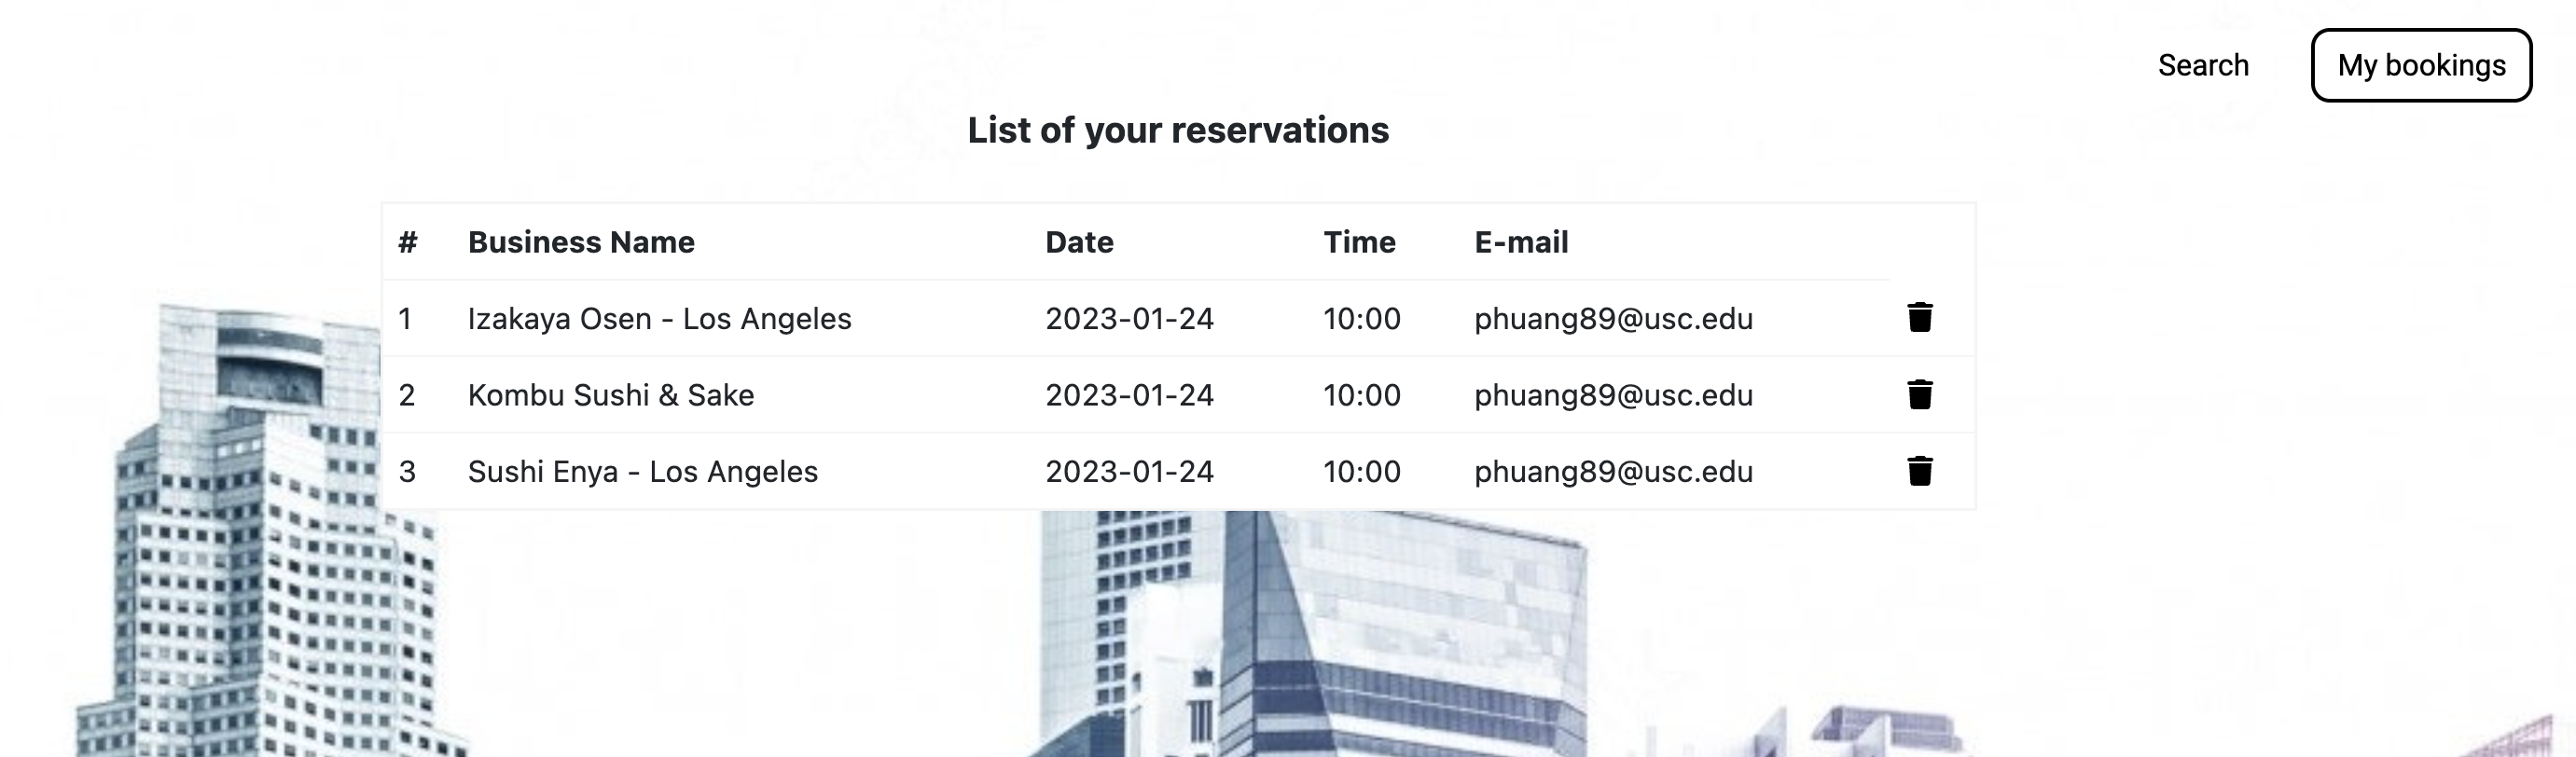 Search My bookings
List of your reservations
# Business Name Date Time E-mail
1 Izakaya Osen - Los Angeles 2023-01-24 10:00 phuang89@usc.edu
2 Kombu Sushi & Sake 2023-01-24 10:00 phuang89@usc.edu
3 Sushi Enya - Los Angeles 2023-01-24 10:00 phuang89@usc.edu